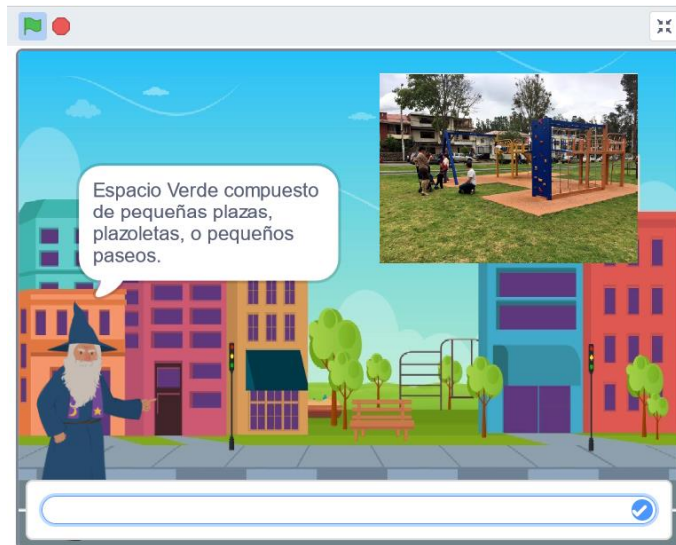 Espacio Verde compuesto
de pequeñas plazas,
plazoletas, o pequeños
paseos.